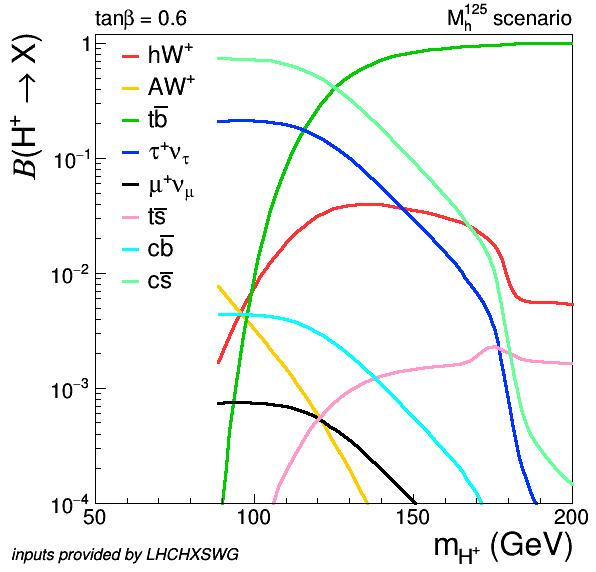 tanβ = 0.6
M_h^125 scenario
B(H⁺ → X)
hW⁺
AW⁺
tb̅
τ⁺ν_τ
μ⁺ν_μ
ts̅
cb̅
cs̅
1
10⁻¹
10⁻²
10⁻³
10⁻⁴
50 100 150 200
m_H⁺ (GeV)
inputs provided by LHCHXSWG